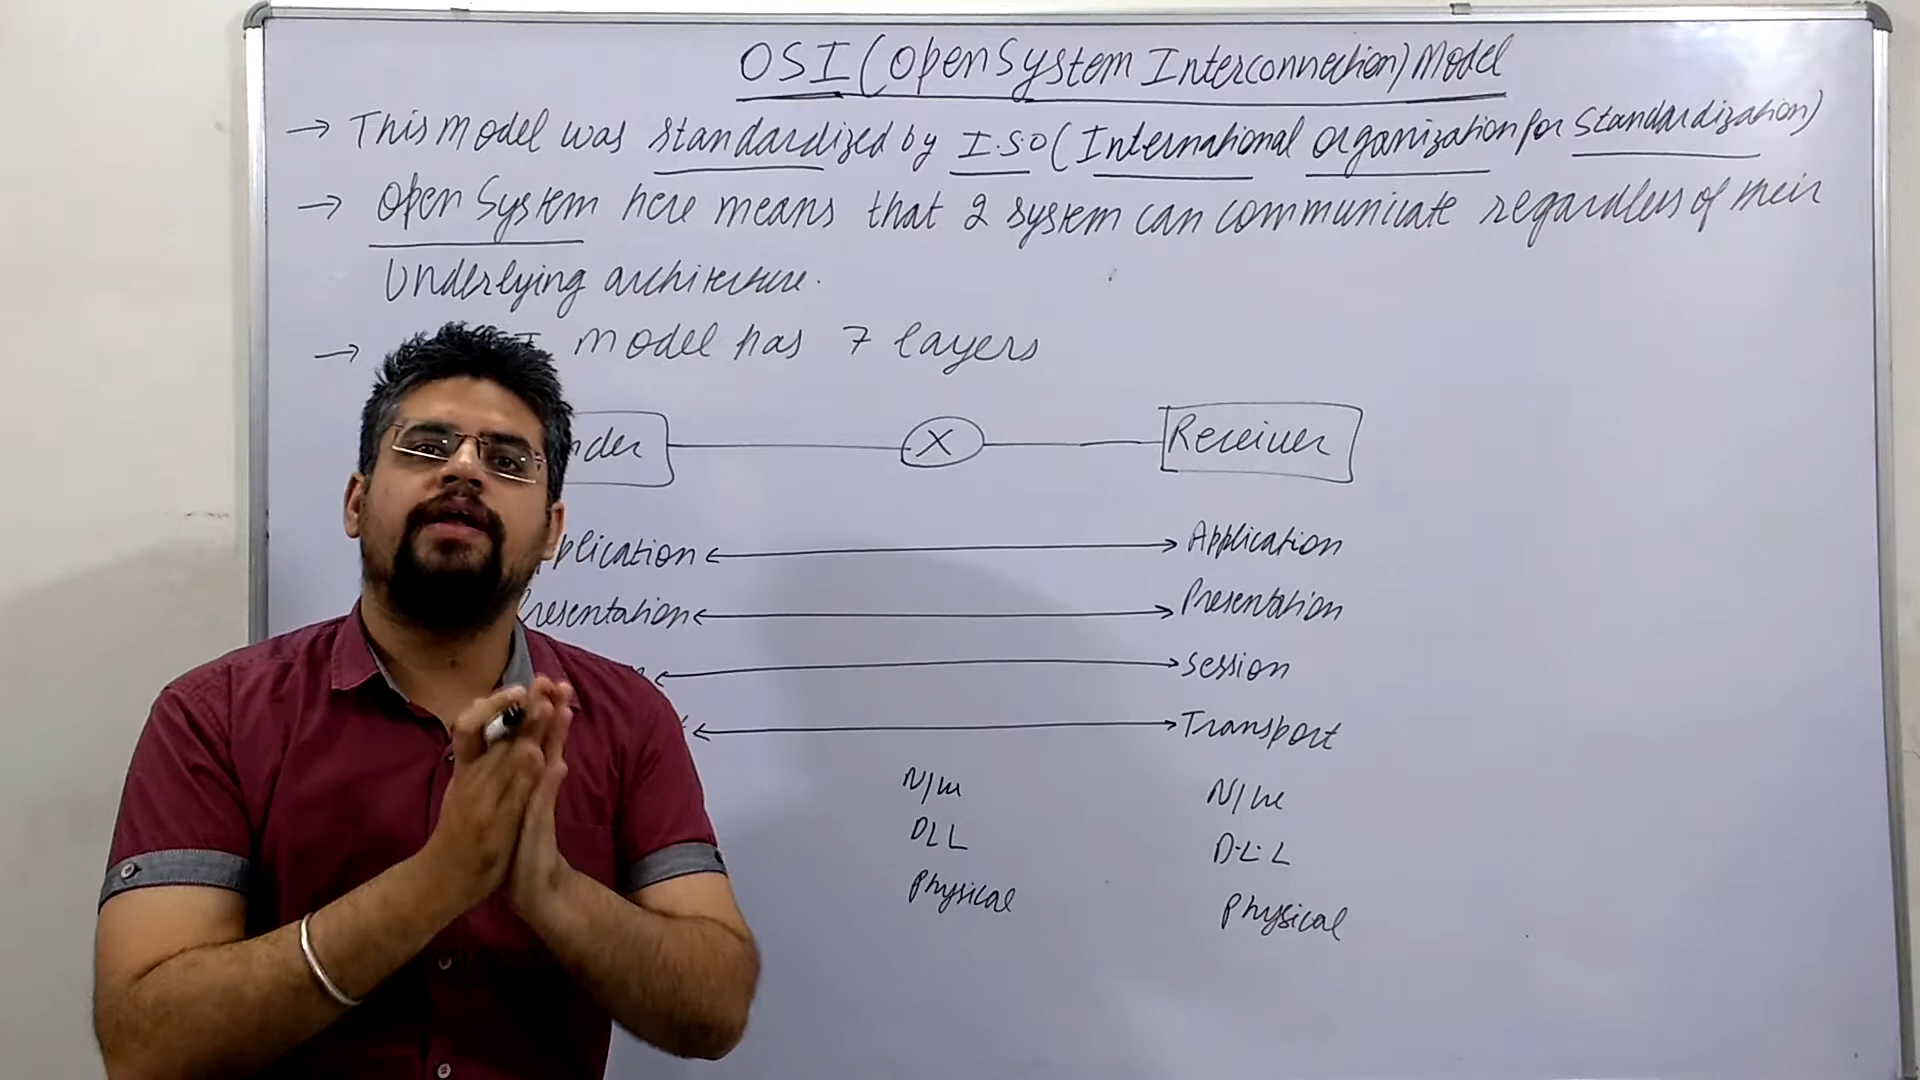 OSI (Open System Interconnection) Model
→ This Model was standardized by I.S.O (International Organization for Standardization)
→ Open System here means that 2 system can communicate regardless of their
Underlying architecture.
→ Model has 7 layers
Receiver
X
Application
Presentation
Presentation
Session
Transport
N/w
N/w
DLL
D.L.L
Physical
Physical